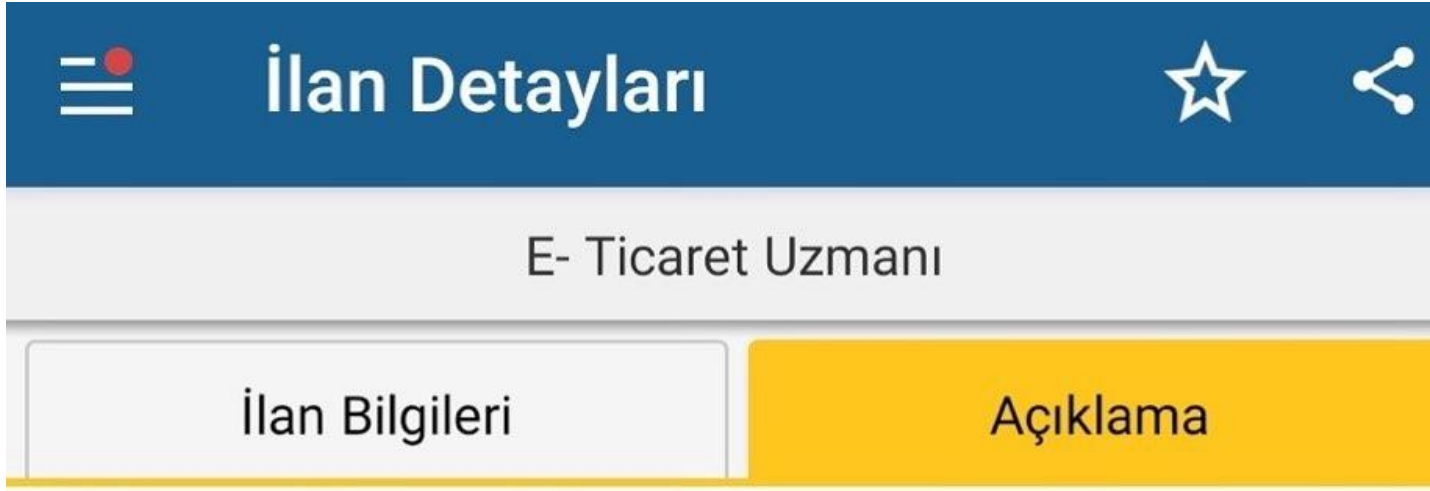 İlan Detayları
E- Ticaret Uzmanı
İlan Bilgileri
Açıklama